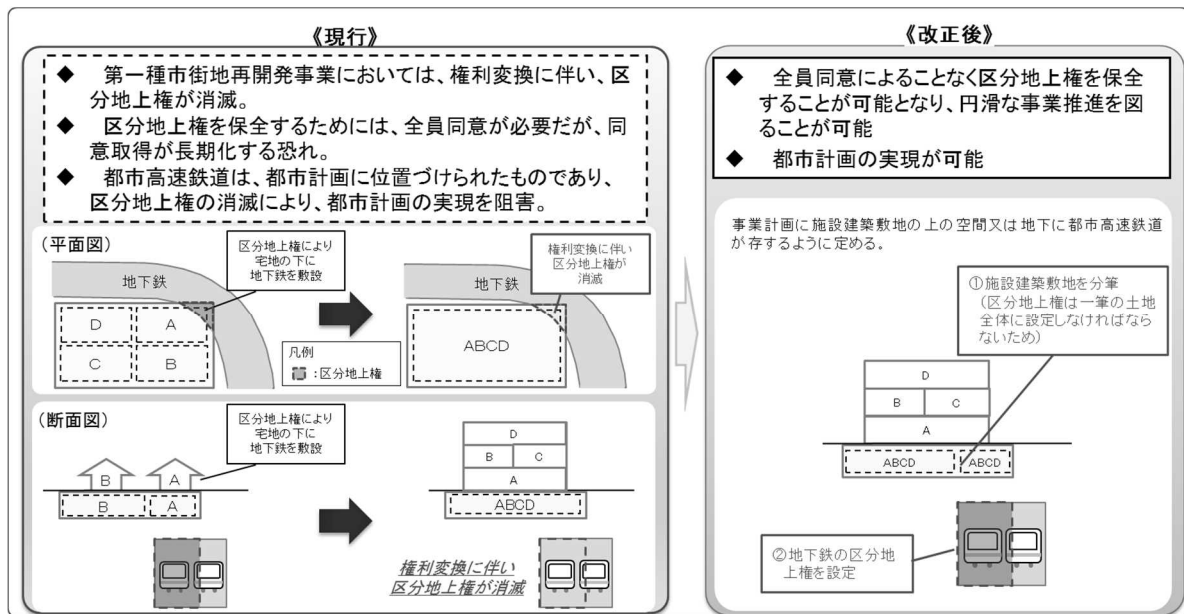 《現行》
◆ 第一種市街地再開発事業においては、権利変換に伴い、区
分地上権が消滅。
◆ 区分地上権を保全するためには、全員同意が必要だが、同
意取得が長期化する恐れ。
◆ 都市高速鉄道は、都市計画に位置づけられたものであり、
区分地上権の消滅により、都市計画の実現を阻害。
(平面図)
区分地上権により
宅地の下に
地下鉄を敷設
権利変換に伴い
区分地上権が
消滅
地下鉄
地下鉄
D
A
C
B
ABCD
凡例
:区分地上権
(断面図)
区分地上権により
宅地の下に
地下鉄を敷設
B
A
B
A
D
B
C
A
ABCD
権利変換に伴い
区分地上権が消滅
《改正後》
◆ 全員同意によることなく区分地上権を保全
することが可能となり、円滑な事業推進を図
ることが可能
◆ 都市計画の実現が可能
事業計画に施設建築敷地の上の空間又は地下に都市高速鉄道
が存するように定める。
①施設建築敷地を分筆
(区分地上権は一筆の土地
全体に設定しなければなら
ないため)
D
B
C
A
ABCD
ABCD
②地下鉄の区分地
上権を設定